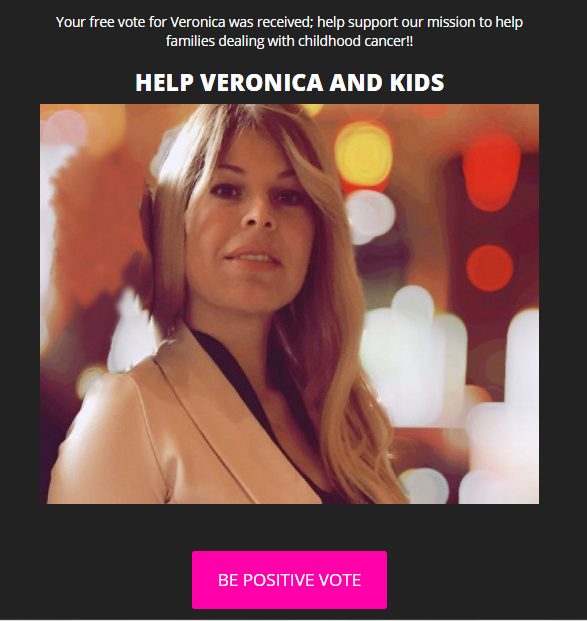 Your free vote for Veronica was received; help support our mission to help
families dealing with childhood cancer!!
HELP VERONICA AND KIDS
BE POSITIVE VOTE